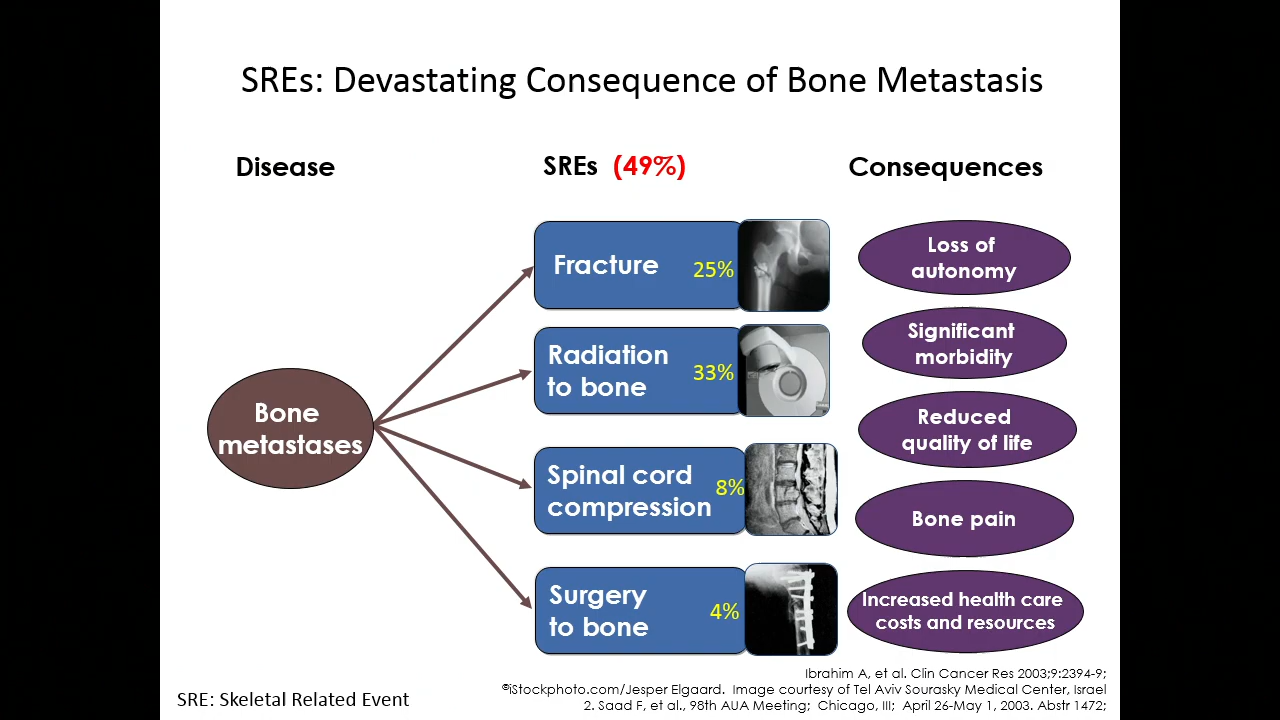 SREs: Devastating Consequence of Bone Metastasis
Disease
SREs (49%)
Consequences
Bone
metastases
Fracture 25%
Radiation
to bone
33%
Spinal cord
compression
8%
Surgery
to bone
4%
Loss of
autonomy
Significant
morbidity
Reduced
quality of life
Bone pain
Increased health care
costs and resources
SRE: Skeletal Related Event
Ibrahim A, et al. Clin Cancer Res 2003;9:2394-9;
©iStockphoto.com/Jesper Elgaard. Image courtesy of Tel Aviv Sourasky Medical Center, Israel
2. Saad F, et al., 98th AUA Meeting; Chicago, Ill; April 26-May 1, 2003. Abstr 1472;